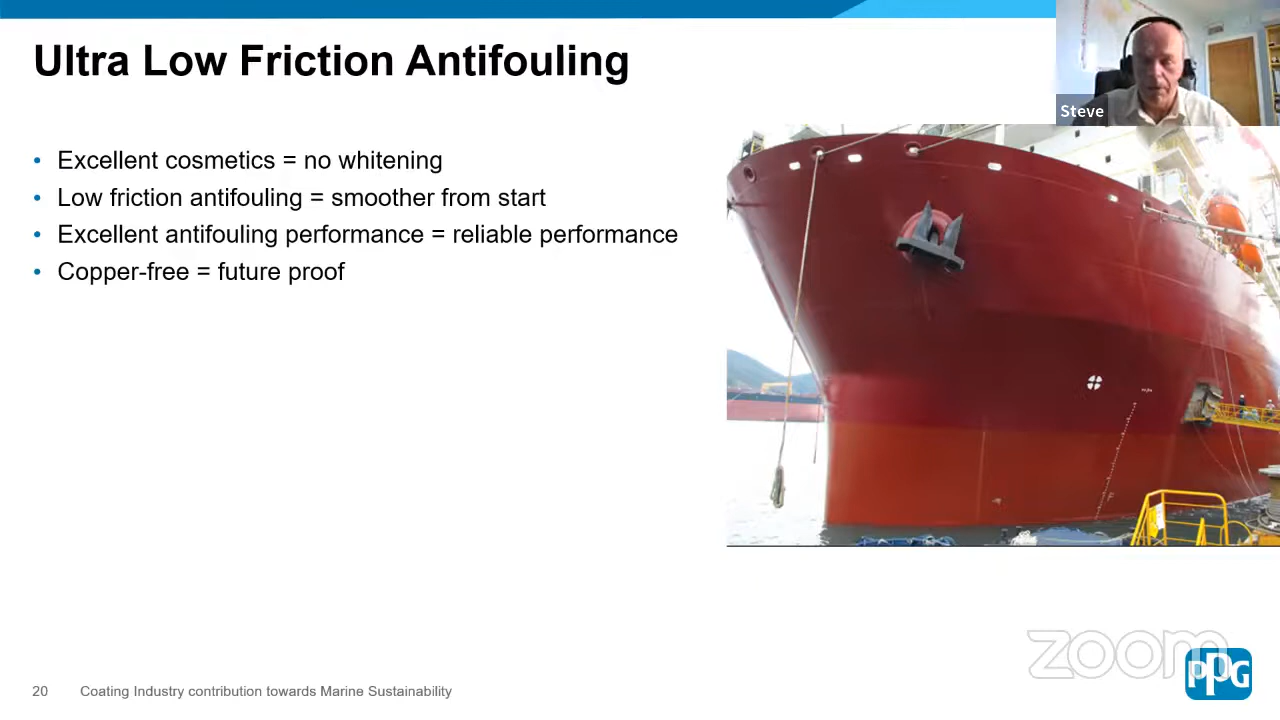 Ultra Low Friction Antifouling
Steve
• Excellent cosmetics = no whitening
• Low friction antifouling = smoother from start
• Excellent antifouling performance = reliable performance
• Copper-free = future proof
zoom
PPG
20 Coating Industry contribution towards Marine Sustainability